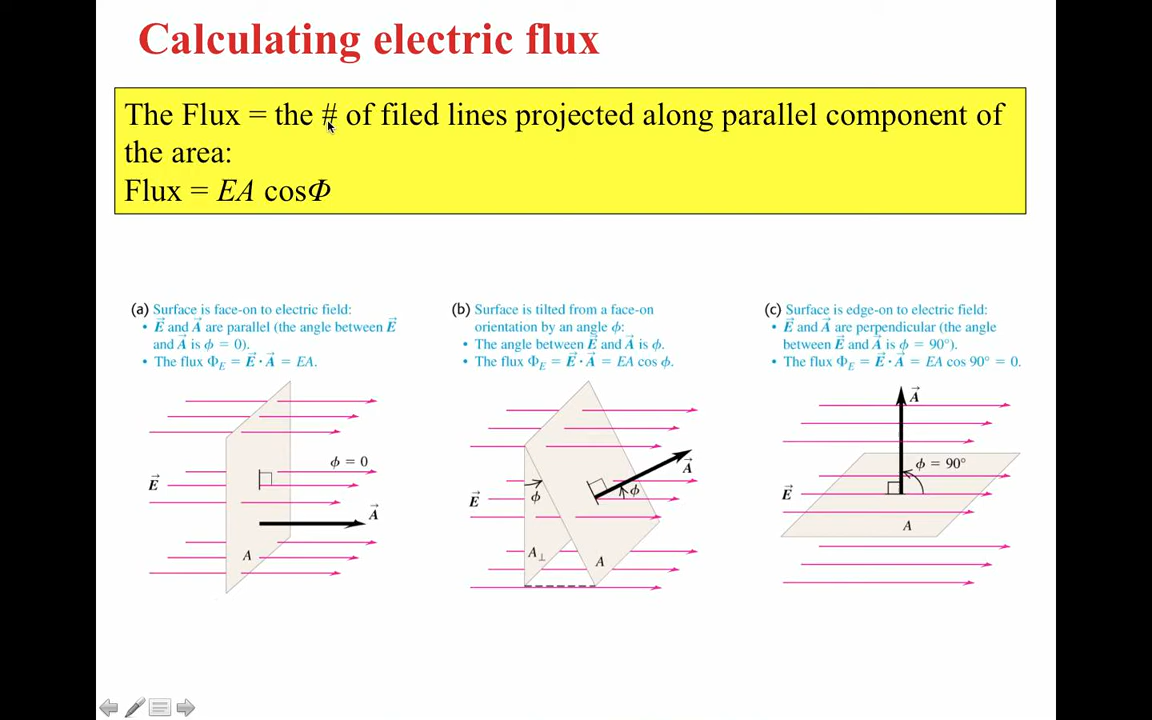 Calculating electric flux
The Flux = the # of filed lines projected along parallel component of
the area:
Flux = EA cosΦ
(a) Surface is face-on to electric field:
• E⃗ and A⃗ are parallel (the angle between E⃗
and A⃗ is ϕ = 0).
• The flux Φ_E = E⃗ · A⃗ = EA.
ϕ = 0
E⃗
A⃗
A
(b) Surface is tilted from a face-on
orientation by an angle ϕ:
• The angle between E⃗ and A⃗ is ϕ.
• The flux Φ_E = E⃗ · A⃗ = EA cos ϕ.
A⃗
ϕ
ϕ
E⃗
A⊥
A
(c) Surface is edge-on to electric field:
• E⃗ and A⃗ are perpendicular (the angle
between E⃗ and A⃗ is ϕ = 90°).
• The flux Φ_E = E⃗ · A⃗ = EA cos 90° = 0.
A⃗
ϕ = 90°
E⃗
A